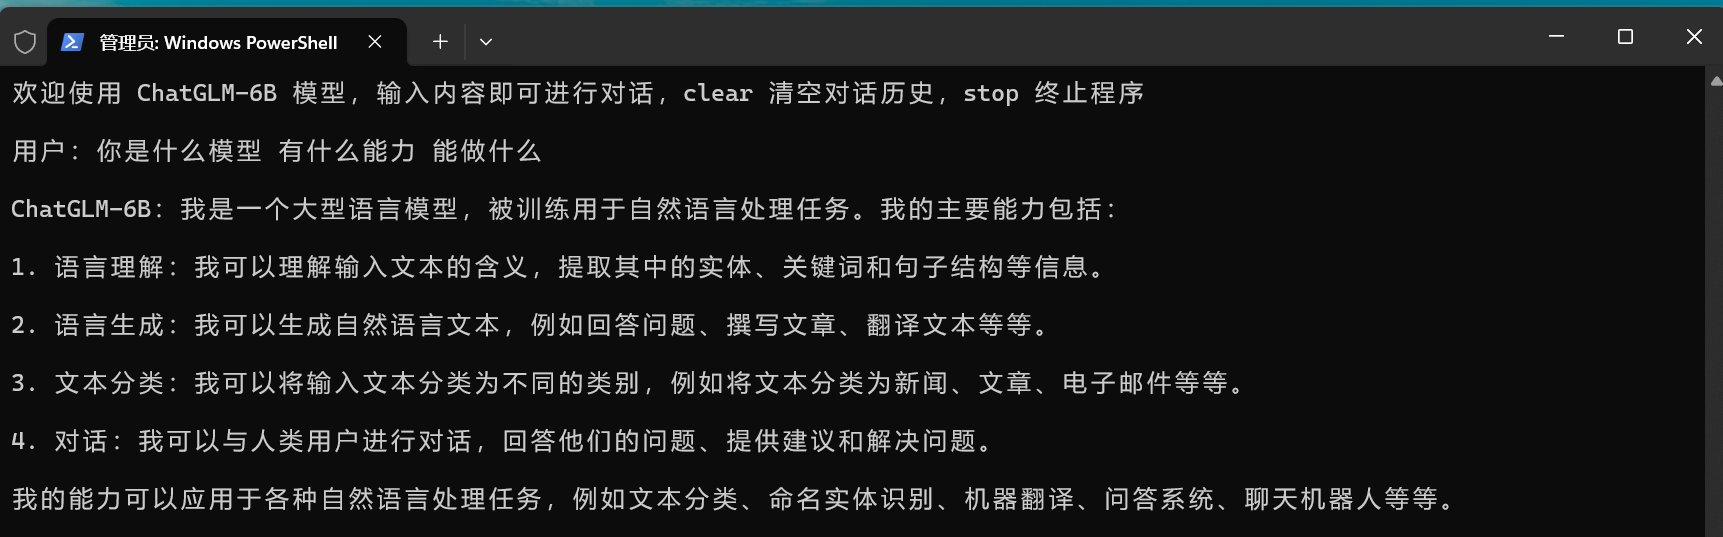 管理员: Windows PowerShell
欢迎使用 ChatGLM-6B 模型，输入内容即可进行对话，clear 清空对话历史，stop 终止程序
用户：你是什么模型 有什么能力 能做什么
ChatGLM-6B：我是一个大型语言模型，被训练用于自然语言处理任务。我的主要能力包括：
1. 语言理解：我可以理解输入文本的含义，提取其中的实体、关键词和句子结构等信息。
2. 语言生成：我可以生成自然语言文本，例如回答问题、撰写文章、翻译文本等等。
3. 文本分类：我可以将输入文本分类为不同的类别，例如将文本分类为新闻、文章、电子邮件等等。
4. 对话：我可以与人类用户进行对话，回答他们的问题、提供建议和解决问题。
我的能力可以应用于各种自然语言处理任务，例如文本分类、命名实体识别、机器翻译、问答系统、聊天机器人等等。